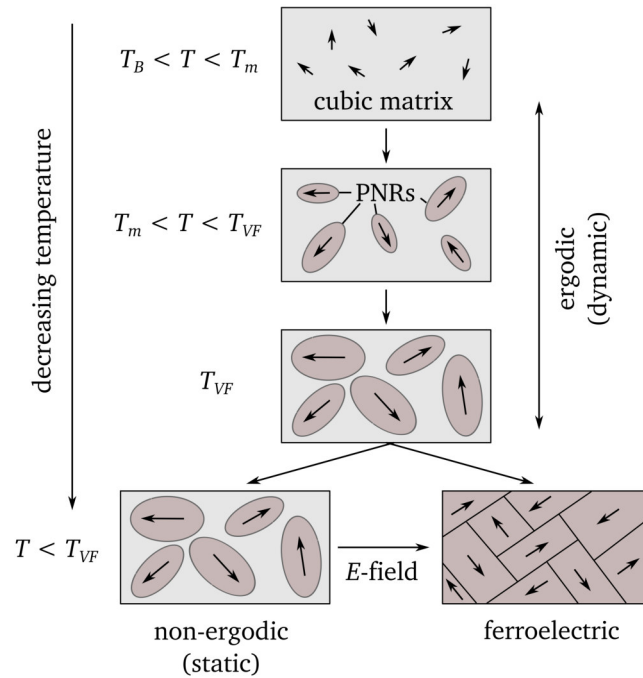 T_B < T < T_m
cubic matrix
decreasing temperature
PNRs
T_m < T < T_VF
ergodic
(dynamic)
T_VF
T < T_VF
E-field
non-ergodic
(static)
ferroelectric